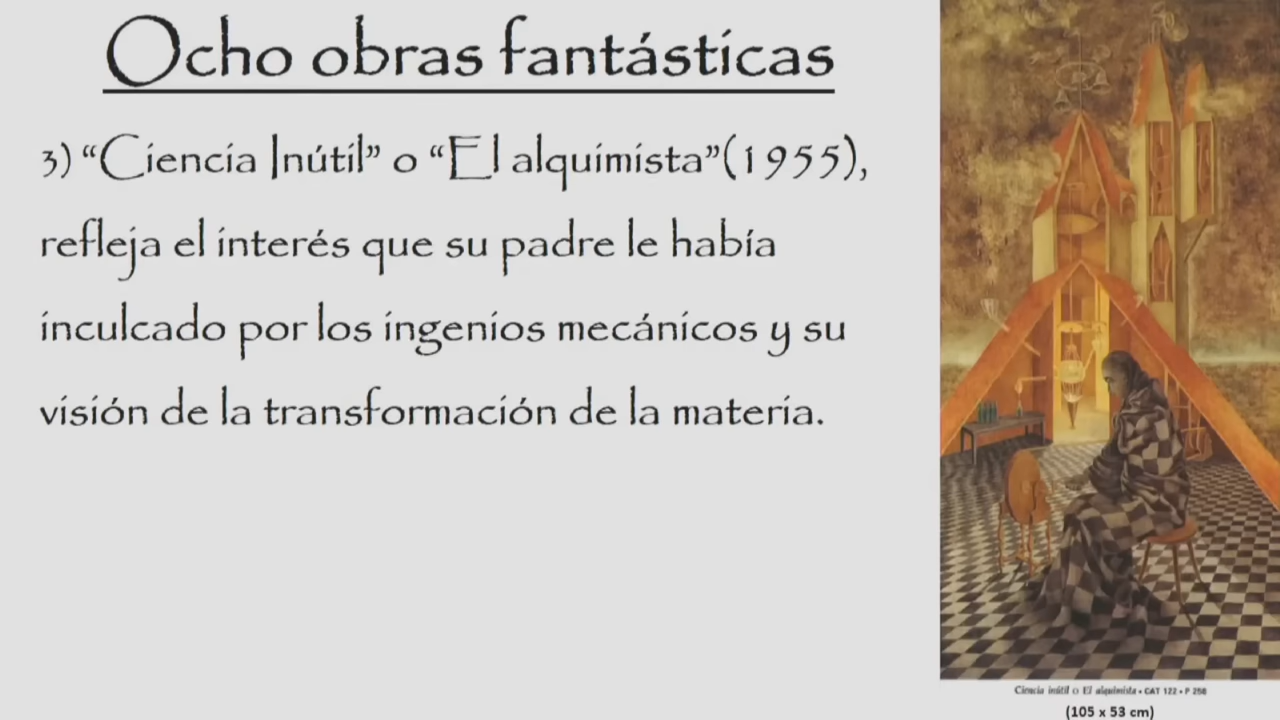 Ocho obras fantásticas
3) “Ciencia Inútil” o “El alquimista”(1955),
refleja el interés que su padre le había
inculcado por los ingenios mecánicos y su
visión de la transformación de la materia.
Ciencia inútil o El alquimista • CAT 122 • P 258
(105 x 53 cm)